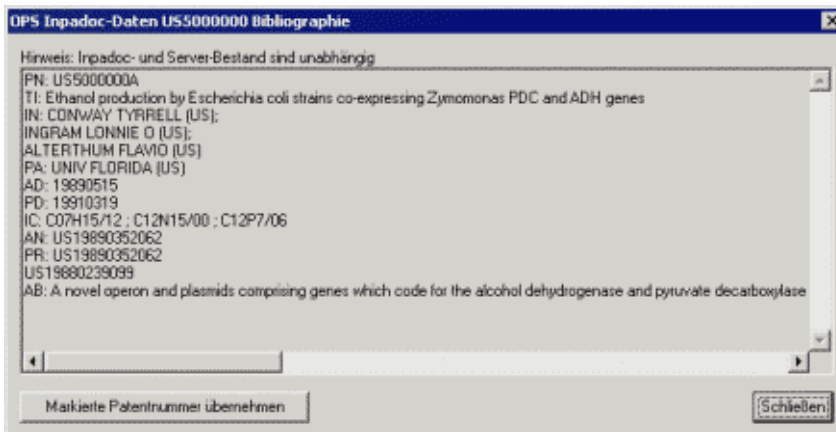 OPS Inpadoc-Daten US5000000 Bibliographie
Hinweis: Inpadoc- und Server-Bestand sind unabhängig
PN: US5000000A
TI: Ethanol production by Escherichia coli strains co-expressing Zymomonas PDC and ADH genes
IN: CONWAY TYRRELL (US);
INGRAM LONNIE O (US);
ALTERTHUM FLAVIO (US)
PA: UNIV FLORIDA (US)
AD: 19890515
PD: 19910319
IC: C07H15/12 ; C12N15/00 ; C12P7/06
AN: US19890352062
PR: US19890352062
US19880239099
AB: A novel operon and plasmids comprising genes which code for the alcohol dehydrogenase and pyruvate decarboxylase
Markierte Patentnummer übernehmen
Schließen